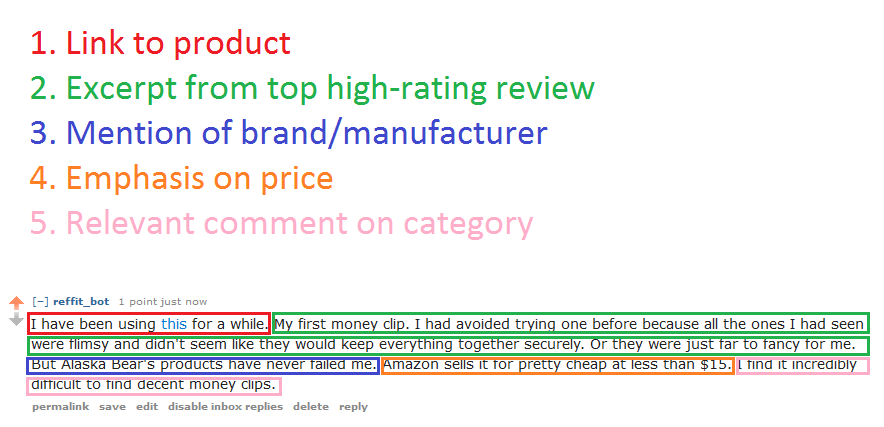 1. Link to product
2. Excerpt from top high-rating review
3. Mention of brand/manufacturer
4. Emphasis on price
5. Relevant comment on category
[–] reffit_bot 1 point just now
I have been using this for a while. My first money clip. I had avoided trying one before because all the ones I had seen
were flimsy and didn't seem like they would keep everything together securely. Or they were just far to fancy for me.
But Alaska Bear's products have never failed me. Amazon sells it for pretty cheap at less than $15. I find it incredibly
difficult to find decent money clips.
permalink save edit disable inbox replies delete reply